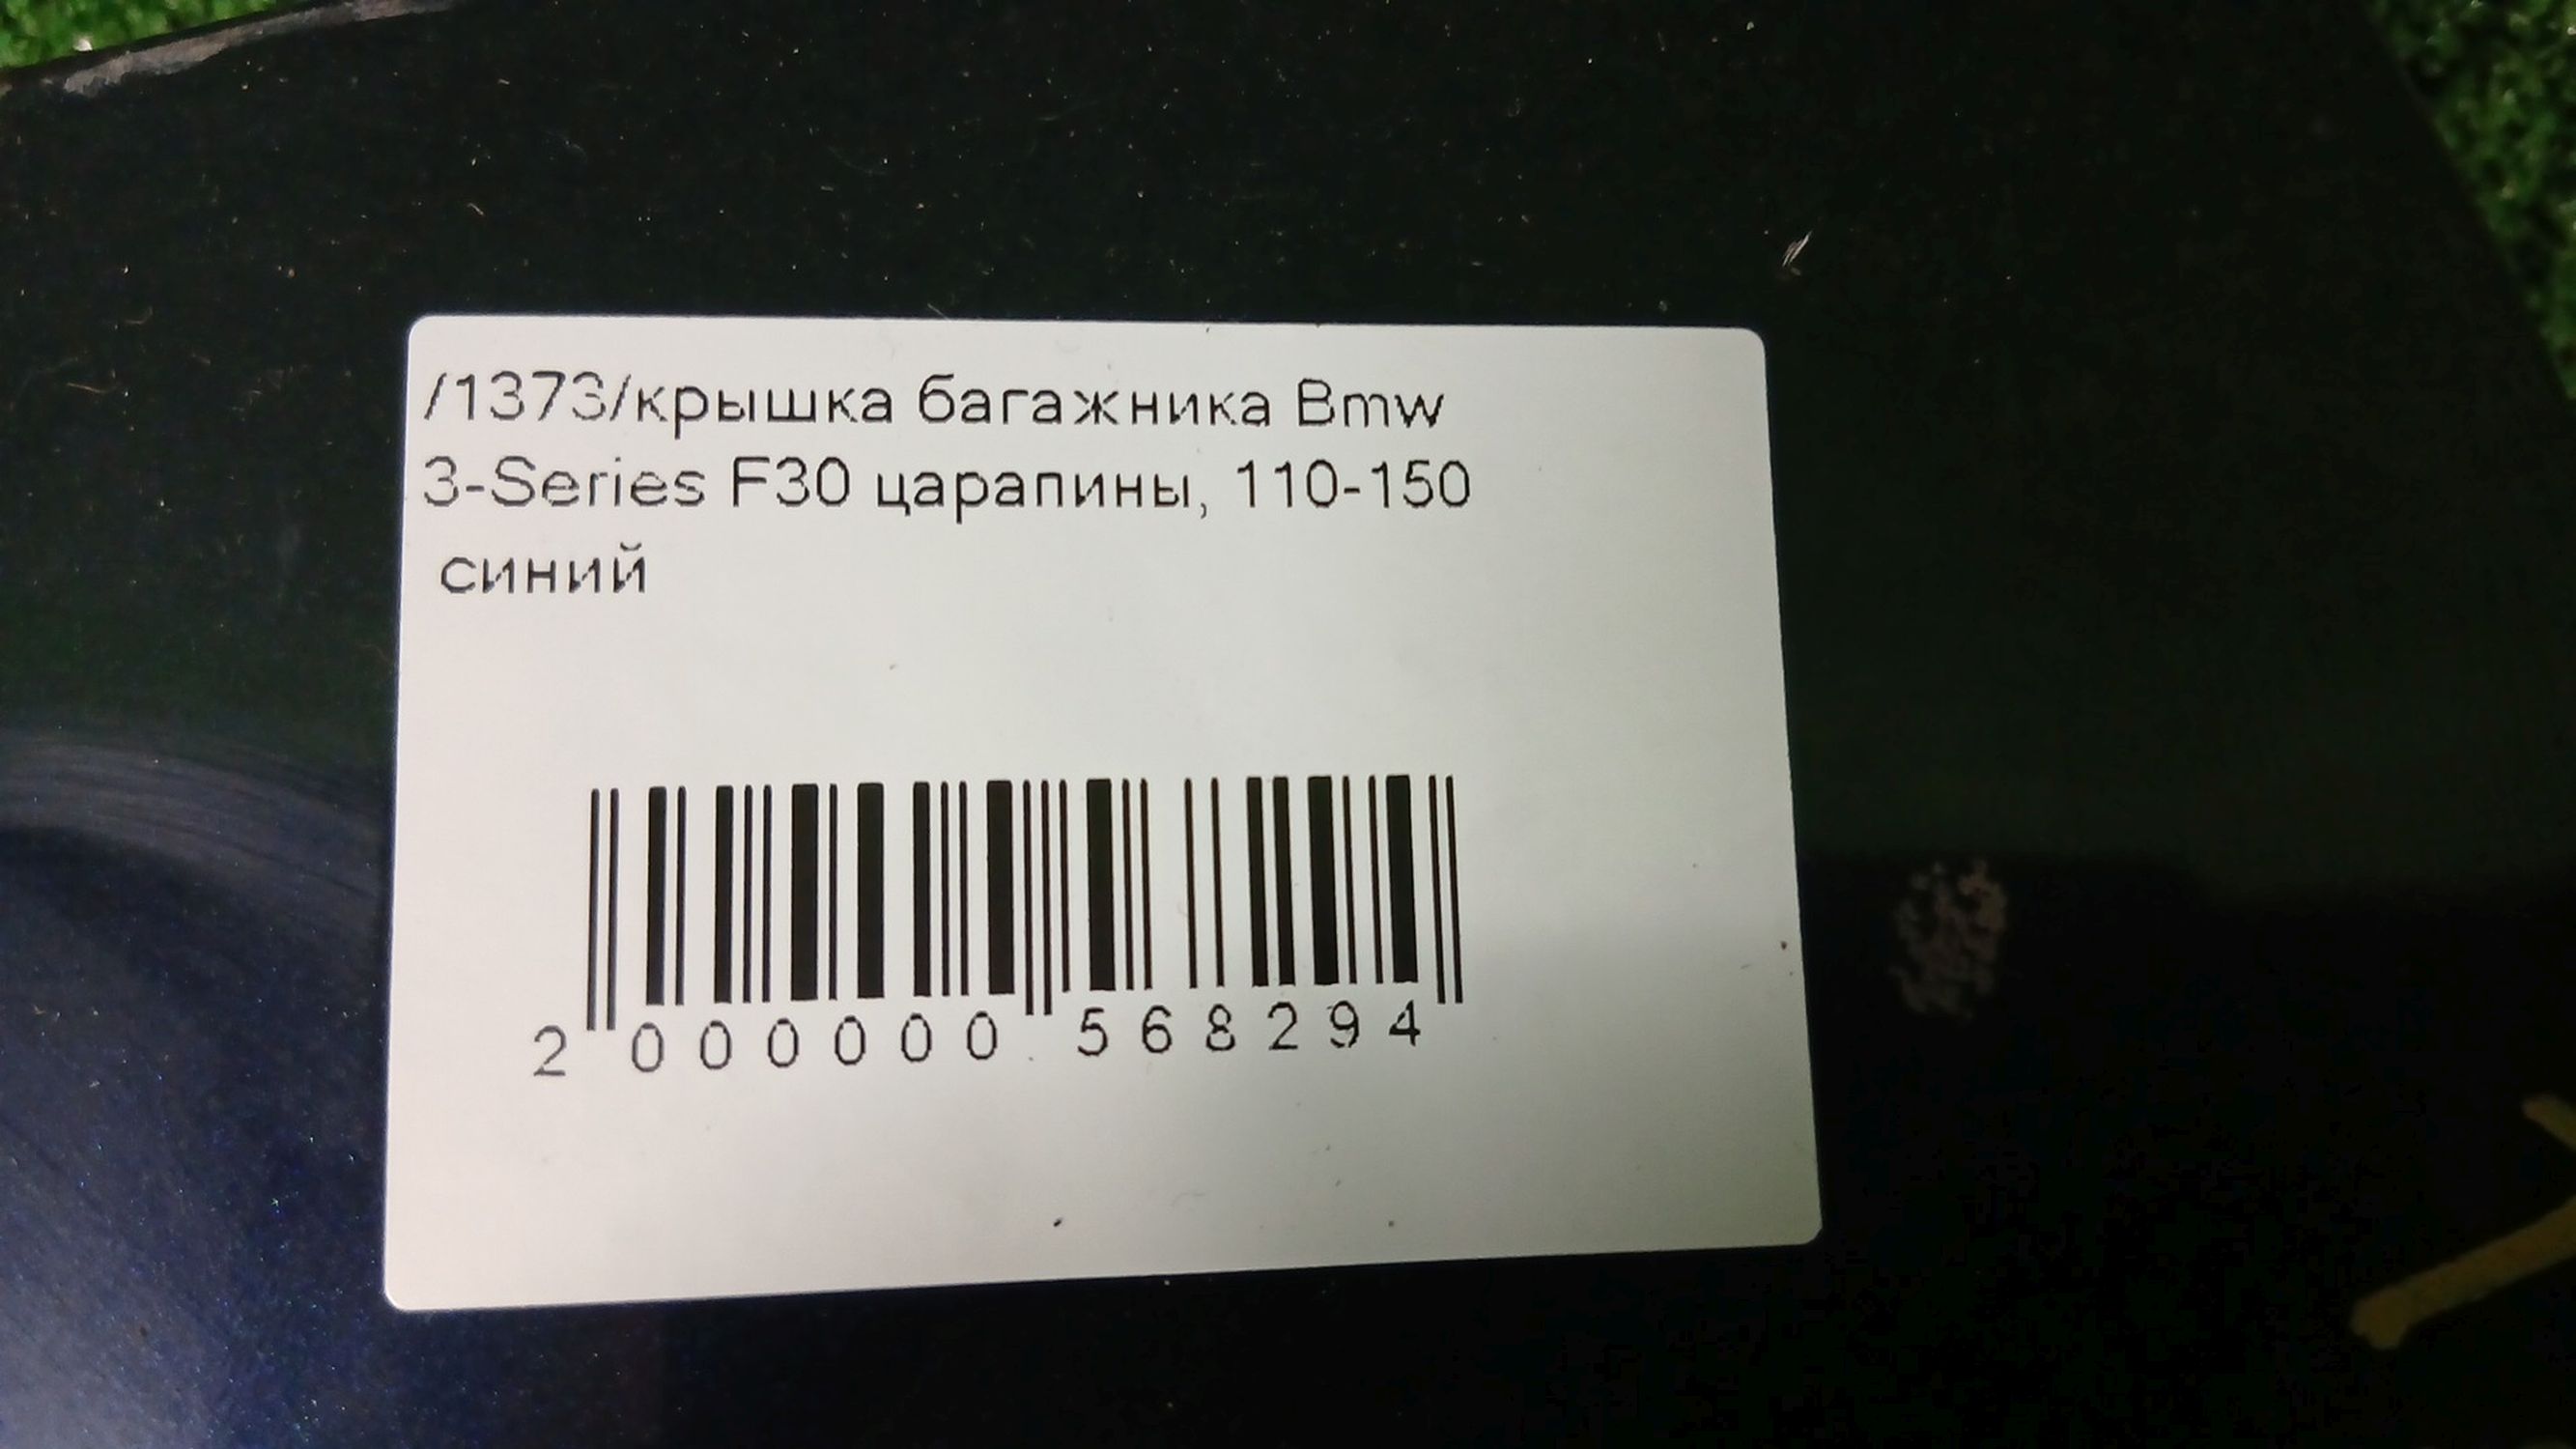 /1373/крышка багажника Bmw
3-Series F30 царапины, 110-150
синий
2 000000 568294